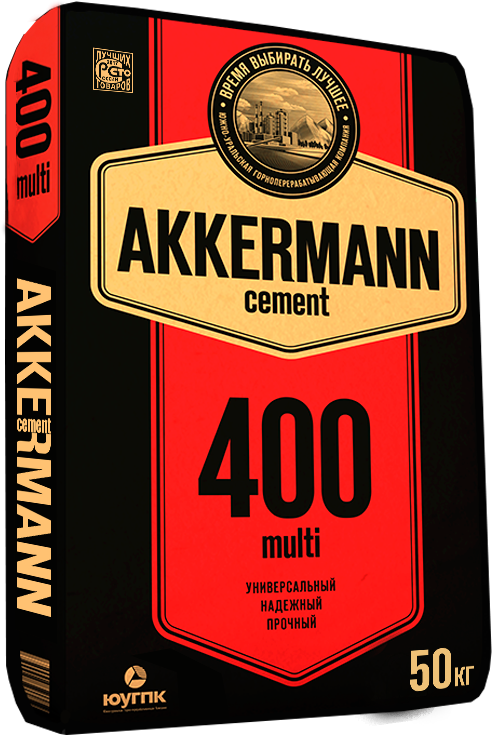 400
multi
AKKERMANN
cement
ЛУЧШИХ
ТОВАРОВ
ВРЕМЯ ВЫБИРАТЬ ЛУЧШЕЕ
ЮЖНО-УРАЛЬСКАЯ ГОРНОПЕРЕРАБАТЫВАЮЩАЯ КОМПАНИЯ
AKKERMANN
cement
400
multi
УНИВЕРСАЛЬНЫЙ
НАДЕЖНЫЙ
ПРОЧНЫЙ
ЮУГПК
50кг